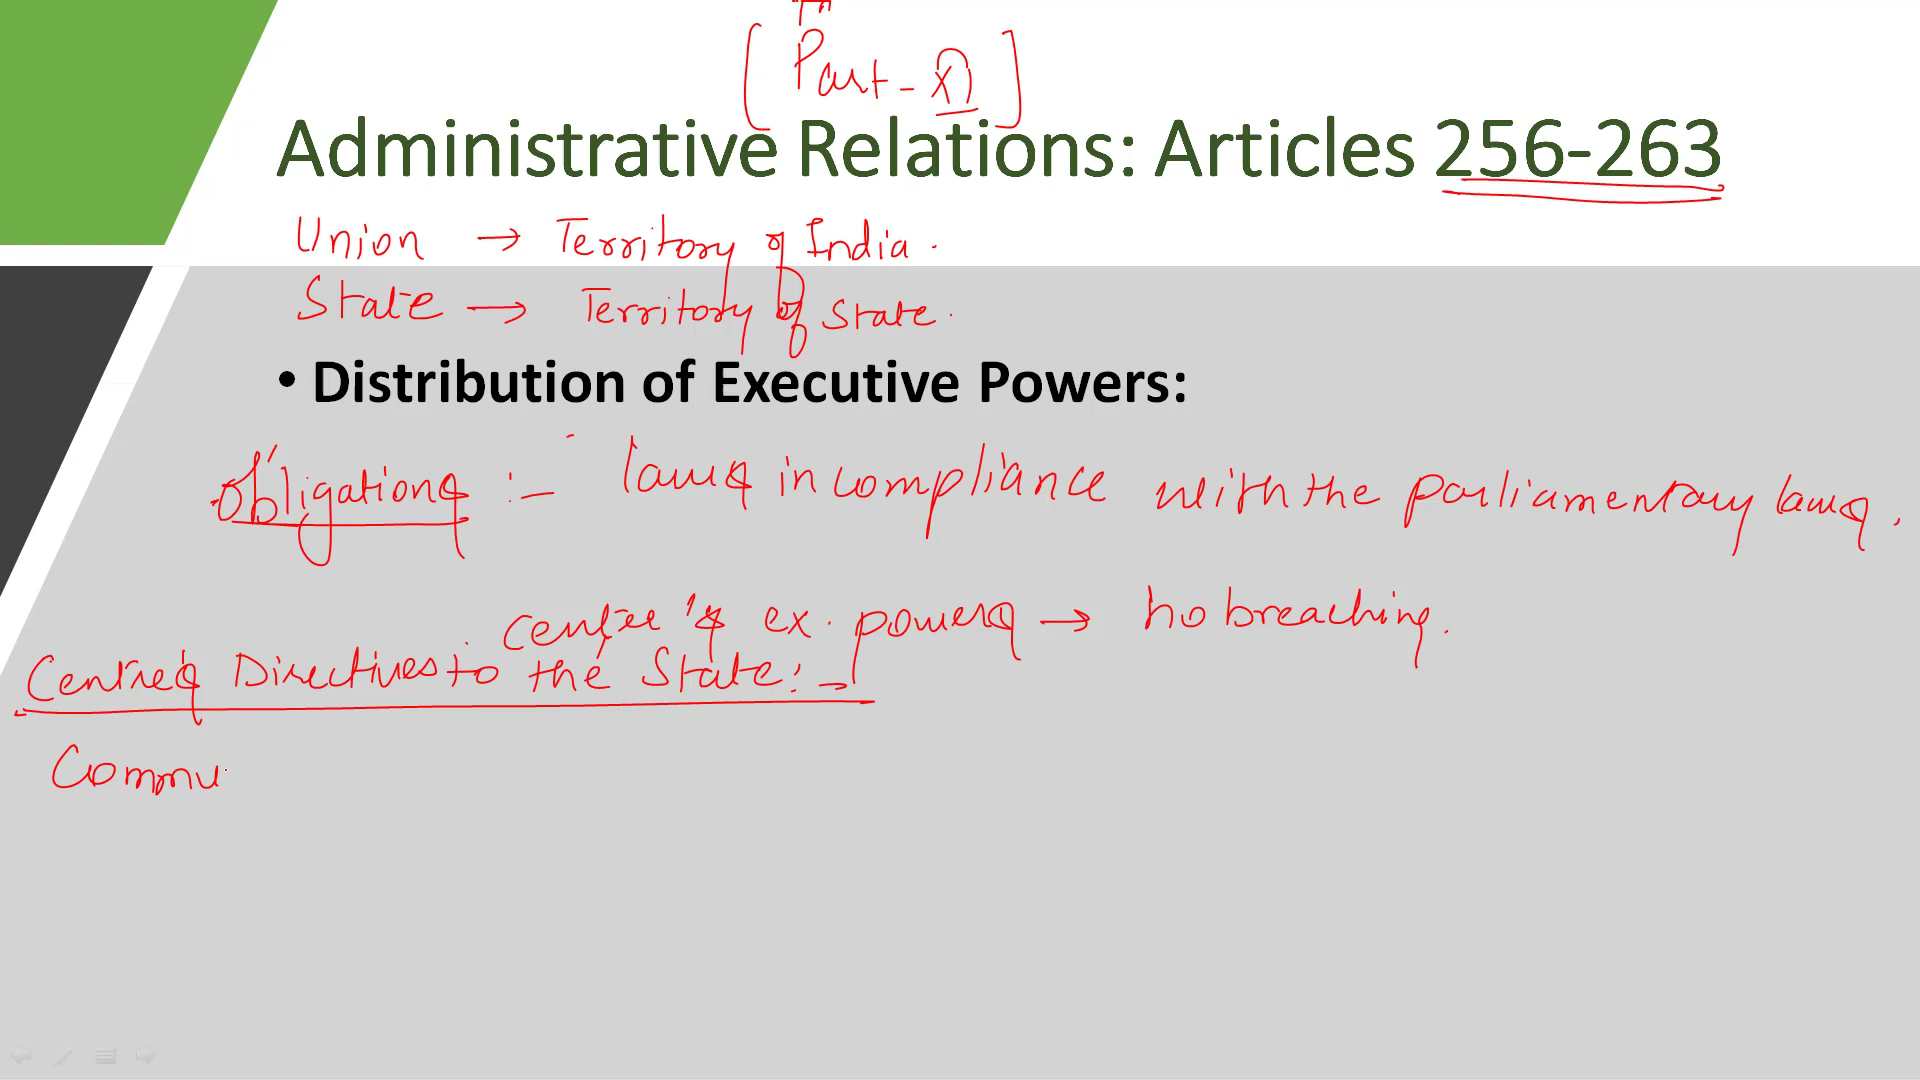 [Part - XI]
Administrative Relations: Articles 256-263
Union → Territory of India.
State → Territory of State.
• Distribution of Executive Powers:
Obligations :- laws in compliance with the parliamentary laws.
centre's ex. powers → no breaching.
Centre's Directives to the State:-
Commu